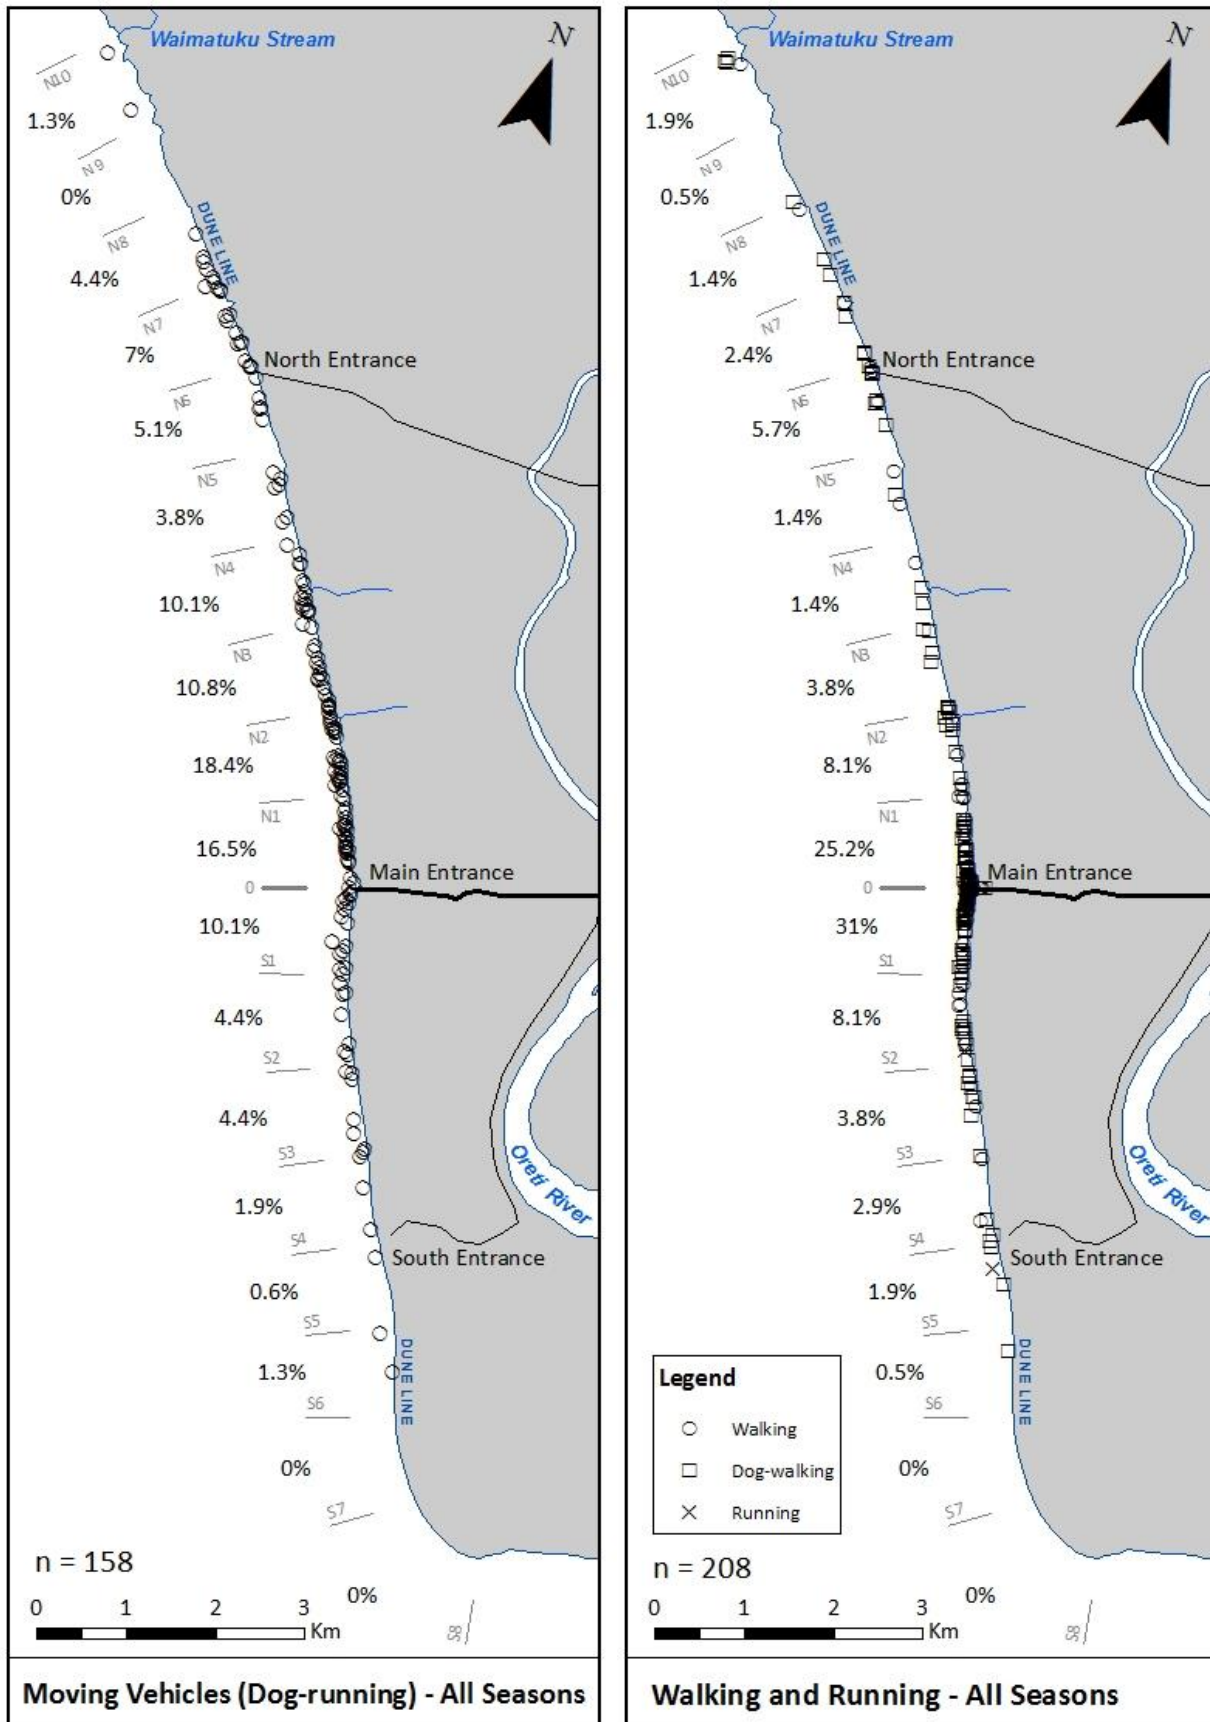 Waimatuku Stream
N
N10
1.3%
N9
0%
N8
DUNE LINE
4.4%
N7
7%
North Entrance
N6
5.1%
N5
3.8%
N4
10.1%
N3
10.8%
N2
18.4%
N1
16.5%
Main Entrance
0
10.1%
S1
4.4%
S2
4.4%
S3
Oreti River
1.9%
S4
South Entrance
0.6%
S5
DUNE LINE
1.3%
S6
0%
S7
n = 158
0%
0 1 2 3
Km
S8
Moving Vehicles (Dog-running) - All Seasons
Waimatuku Stream
N
N10
1.9%
N9
0.5%
N8
DUNE LINE
1.4%
N7
2.4%
North Entrance
N6
5.7%
N5
1.4%
N4
1.4%
N3
3.8%
N2
8.1%
N1
25.2%
Main Entrance
0
31%
S1
8.1%
S2
3.8%
S3
Oreti River
2.9%
S4
South Entrance
1.9%
S5
DUNE LINE
0.5%
S6
0%
S7
Legend
Walking
Dog-walking
Running
n = 208
0%
0 1 2 3
Km
S8
Walking and Running - All Seasons